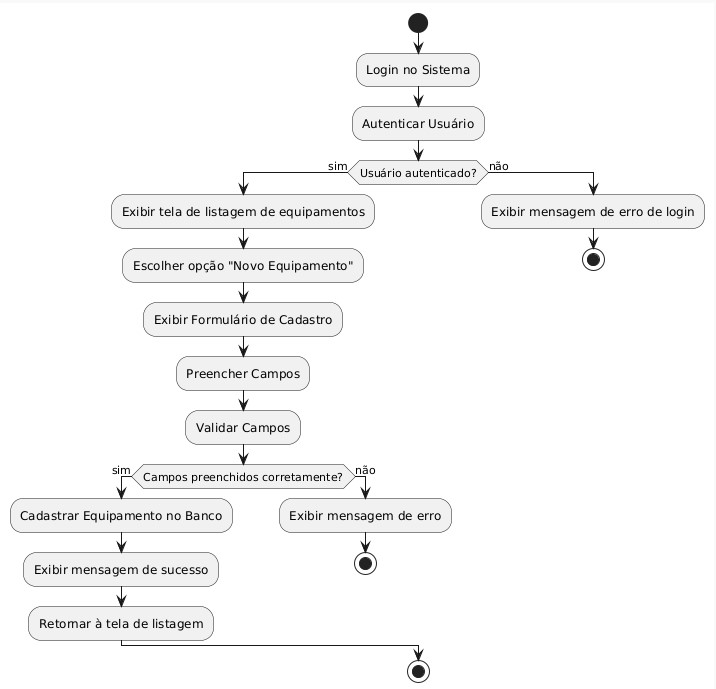 Login no Sistema
Autenticar Usuário
sim
Usuário autenticado?
não
Exibir tela de listagem de equipamentos
Exibir mensagem de erro de login
Escolher opção "Novo Equipamento"
Exibir Formulário de Cadastro
Preencher Campos
Validar Campos
sim
Campos preenchidos corretamente?
não
Cadastrar Equipamento no Banco
Exibir mensagem de erro
Exibir mensagem de sucesso
Retornar à tela de listagem